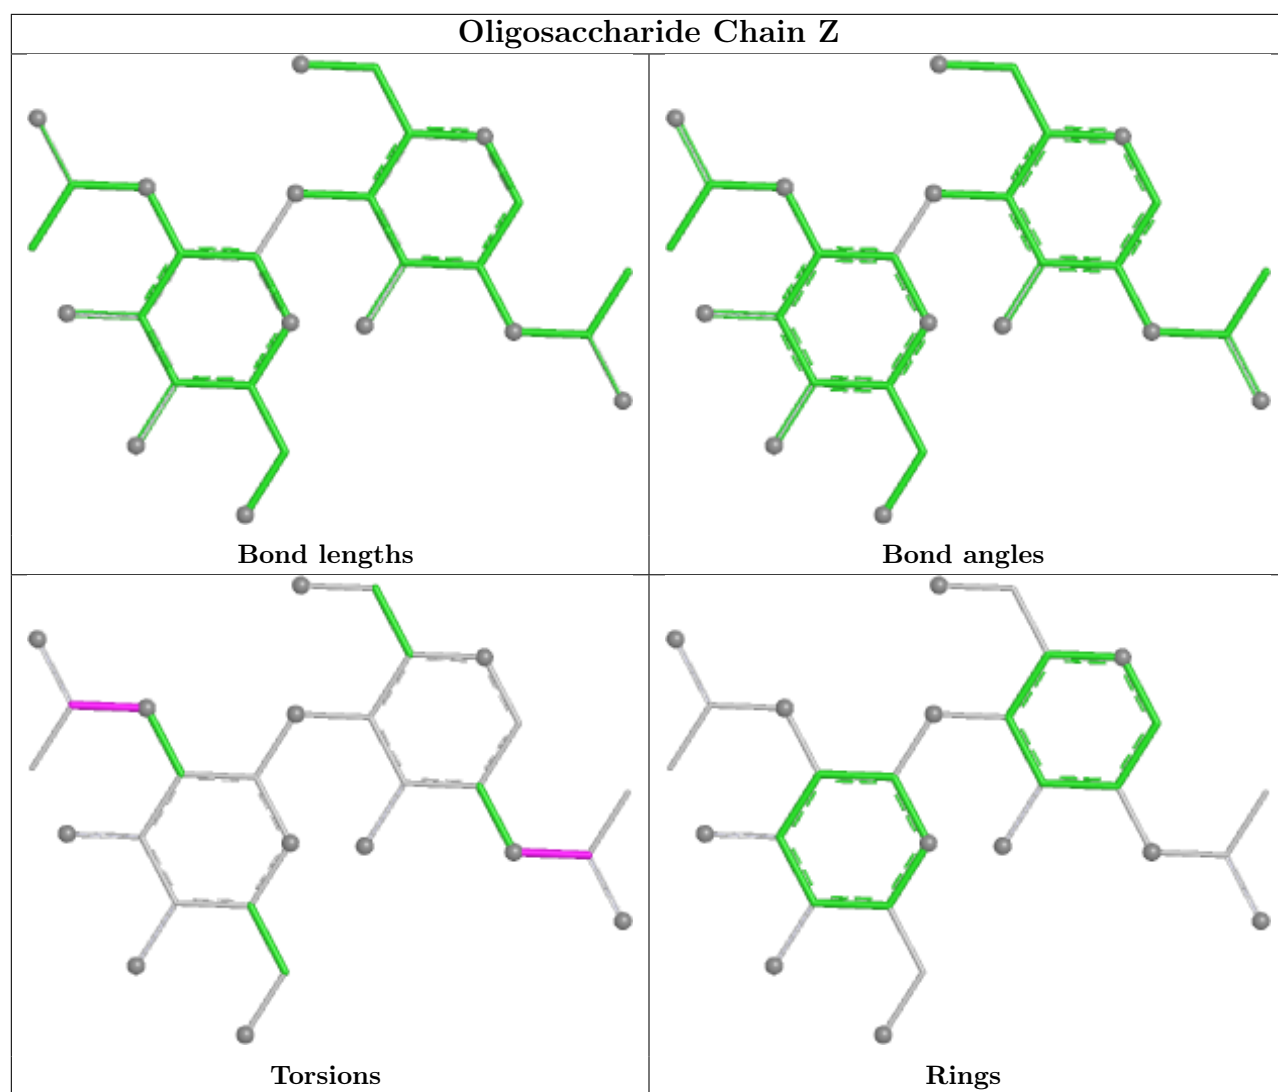 Oligosaccharide Chain Z
Bond lengths
Bond angles
Torsions
Rings